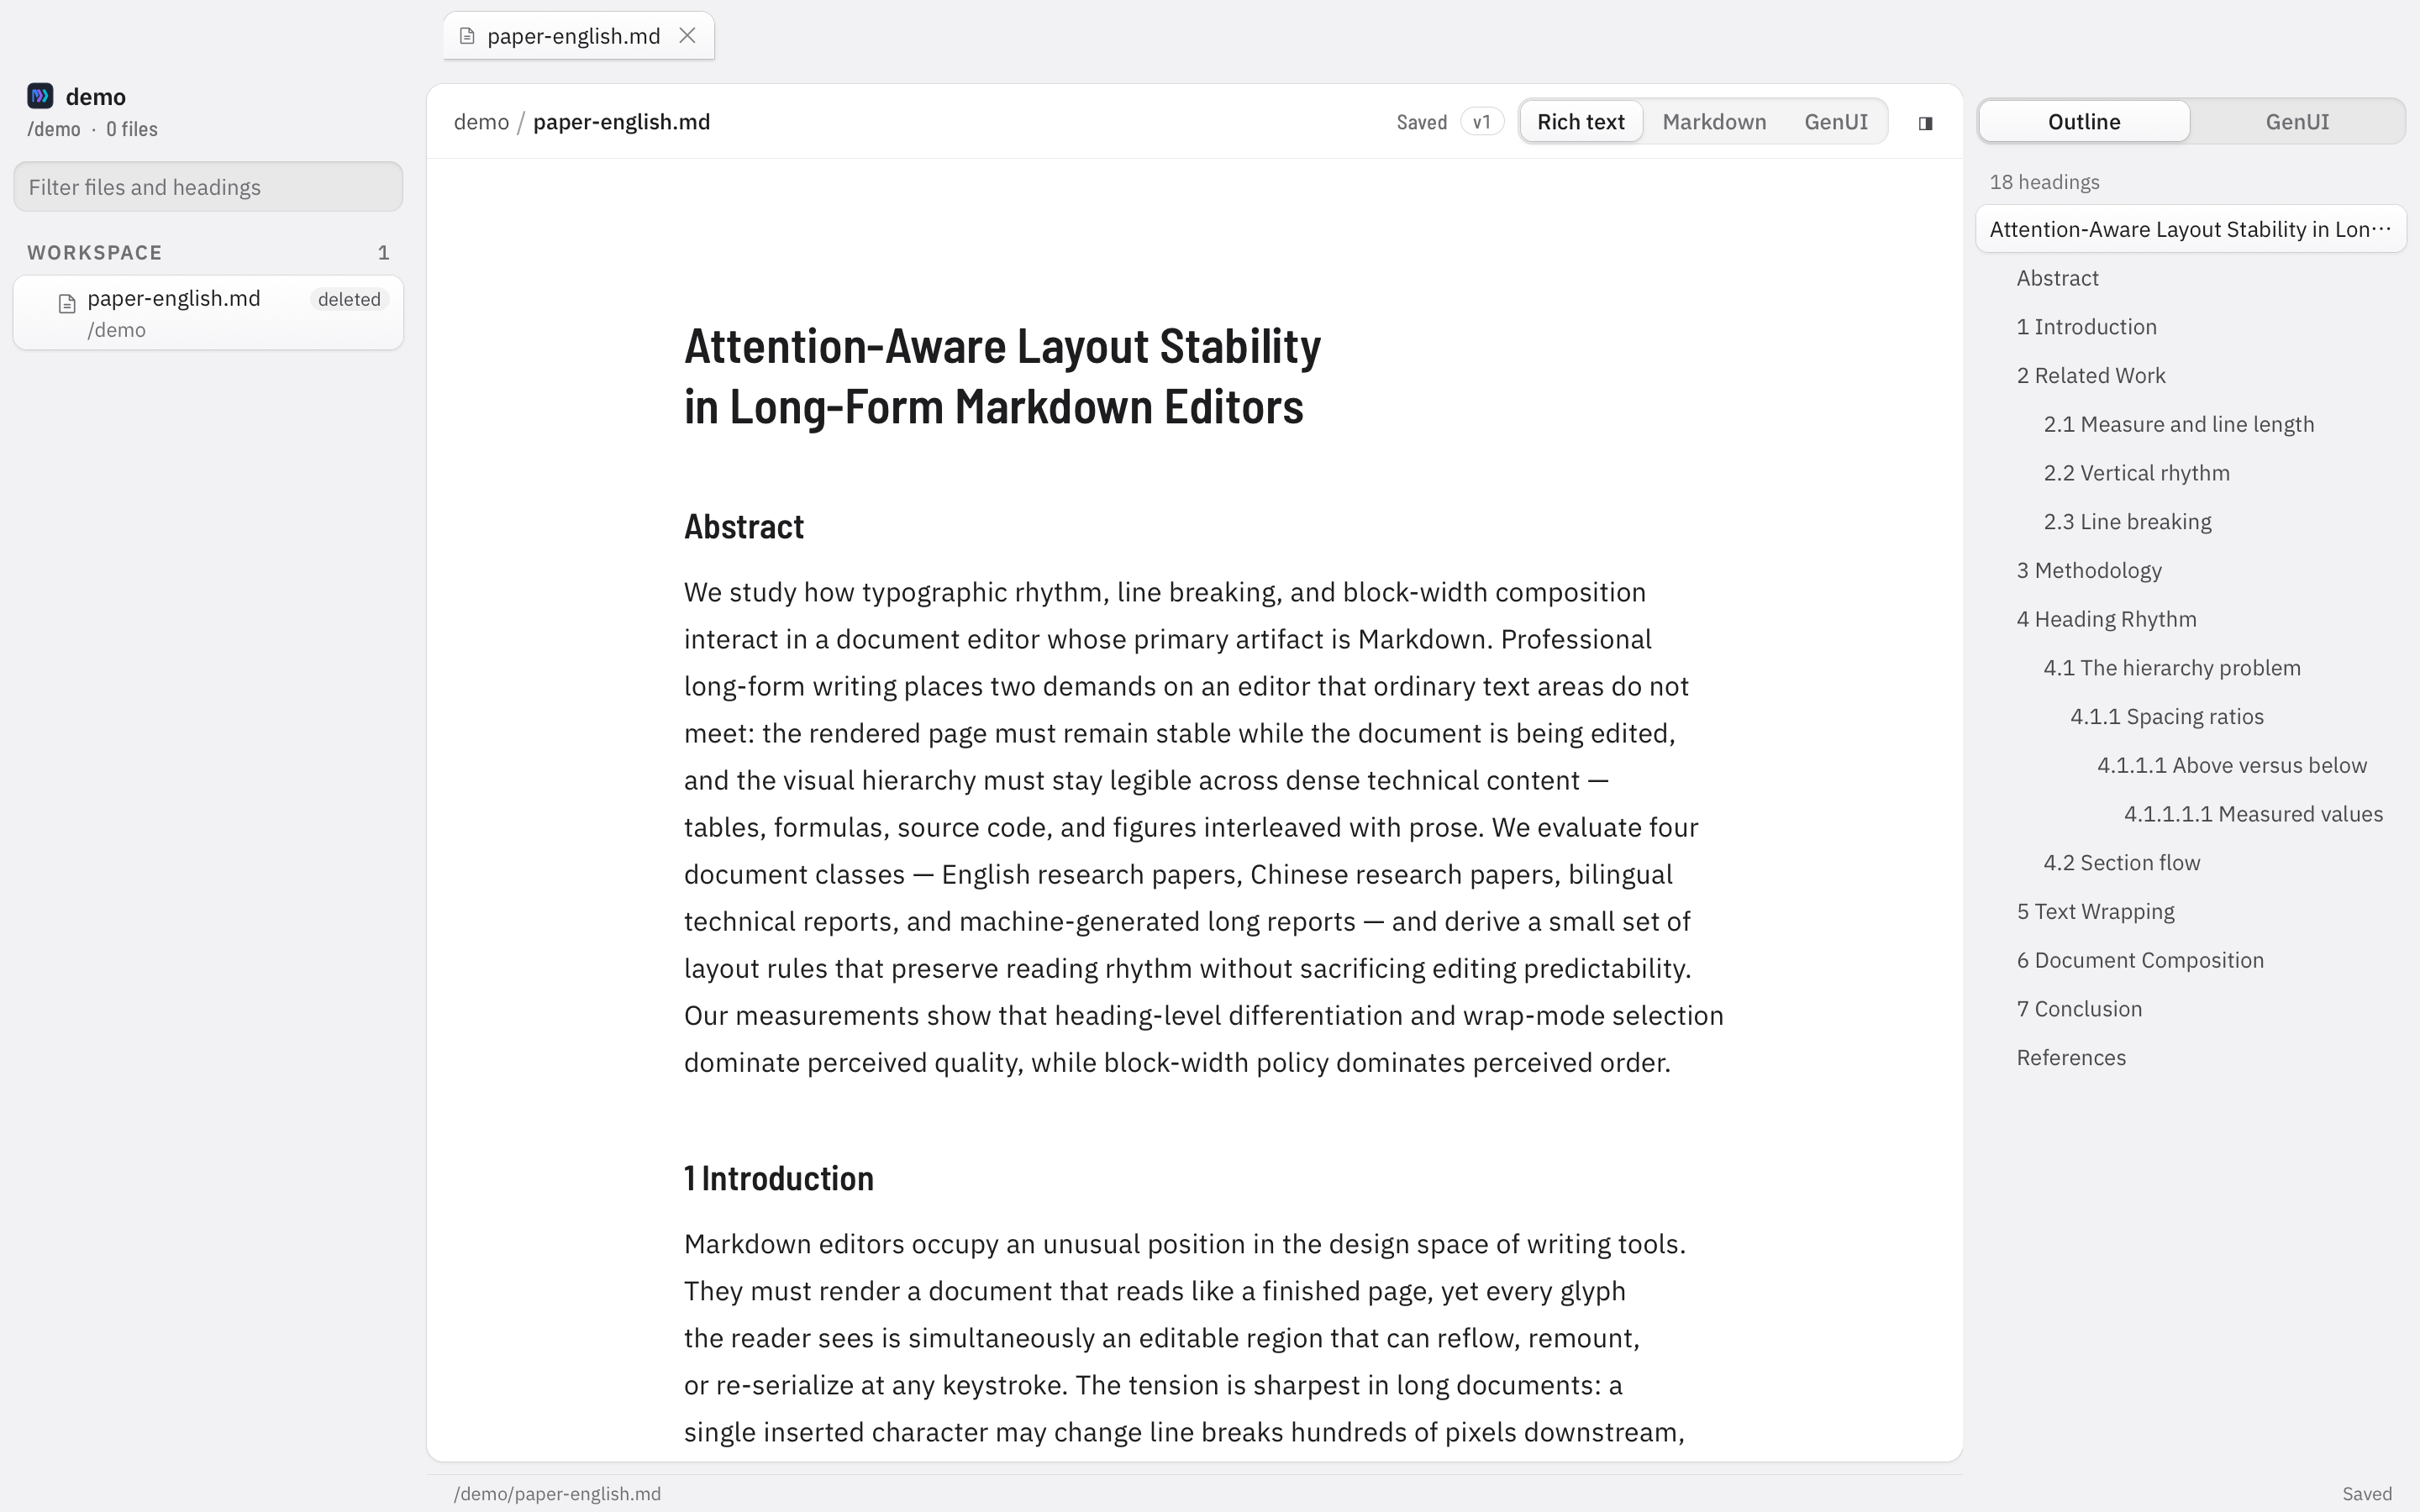 paper-english.md
demo
/demo · 0 files
Filter files and headings
WORKSPACE 1
paper-english.md deleted
/demo
demo / paper-english.md
Saved v1 Rich text Markdown GenUI
Attention-Aware Layout Stability
in Long-Form Markdown Editors
Abstract
We study how typographic rhythm, line breaking, and block-width composition
interact in a document editor whose primary artifact is Markdown. Professional
long-form writing places two demands on an editor that ordinary text areas do not
meet: the rendered page must remain stable while the document is being edited,
and the visual hierarchy must stay legible across dense technical content —
tables, formulas, source code, and figures interleaved with prose. We evaluate four
document classes — English research papers, Chinese research papers, bilingual
technical reports, and machine-generated long reports — and derive a small set of
layout rules that preserve reading rhythm without sacrificing editing predictability.
Our measurements show that heading-level differentiation and wrap-mode selection
dominate perceived quality, while block-width policy dominates perceived order.
1 Introduction
Markdown editors occupy an unusual position in the design space of writing tools.
They must render a document that reads like a finished page, yet every glyph
the reader sees is simultaneously an editable region that can reflow, remount,
or re-serialize at any keystroke. The tension is sharpest in long documents: a
single inserted character may change line breaks hundreds of pixels downstream,
/demo/paper-english.md
Outline GenUI
18 headings
Attention-Aware Layout Stability in Lon···
Abstract
1 Introduction
2 Related Work
2.1 Measure and line length
2.2 Vertical rhythm
2.3 Line breaking
3 Methodology
4 Heading Rhythm
4.1 The hierarchy problem
4.1.1 Spacing ratios
4.1.1.1 Above versus below
4.1.1.1.1 Measured values
4.2 Section flow
5 Text Wrapping
6 Document Composition
7 Conclusion
References
Saved